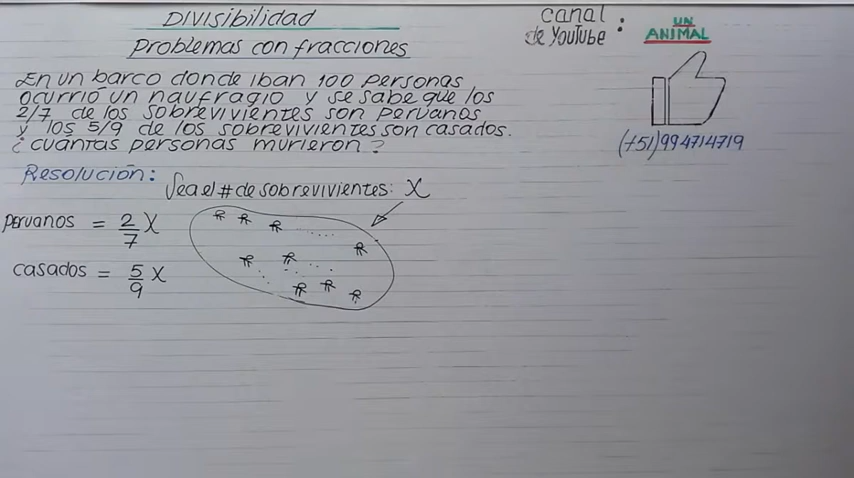 DIVISIBILIDAD
Problemas con fracciones
canal de YouTube : UN ANIMAL
(+51)994714719
En un barco donde iban 100 personas
ocurrió un naufragio y se sabe que los
2/7 de los sobrevivientes son peruanos
y los 5/9 de los sobrevivientes son casados.
¿cuantas personas murieron?
Resolución:
Sea el # de sobrevivientes: X
Peruanos = 2/7 X
casados = 5/9 X